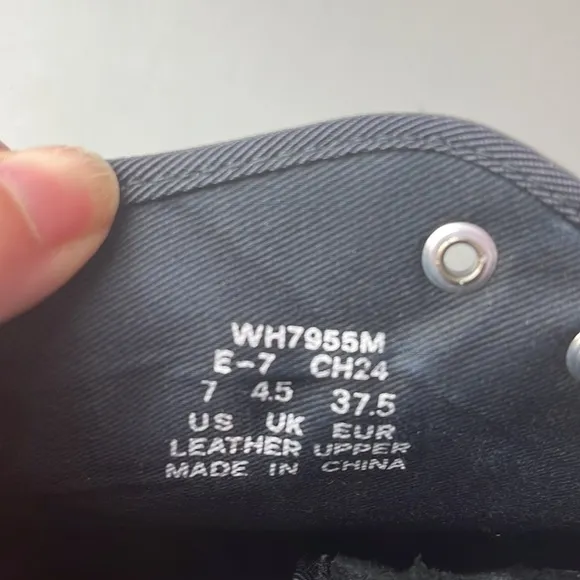 WH7955M
E-7 CH24
7 4.5 37.5
US UK EUR
LEATHER UPPER
MADE IN CHINA